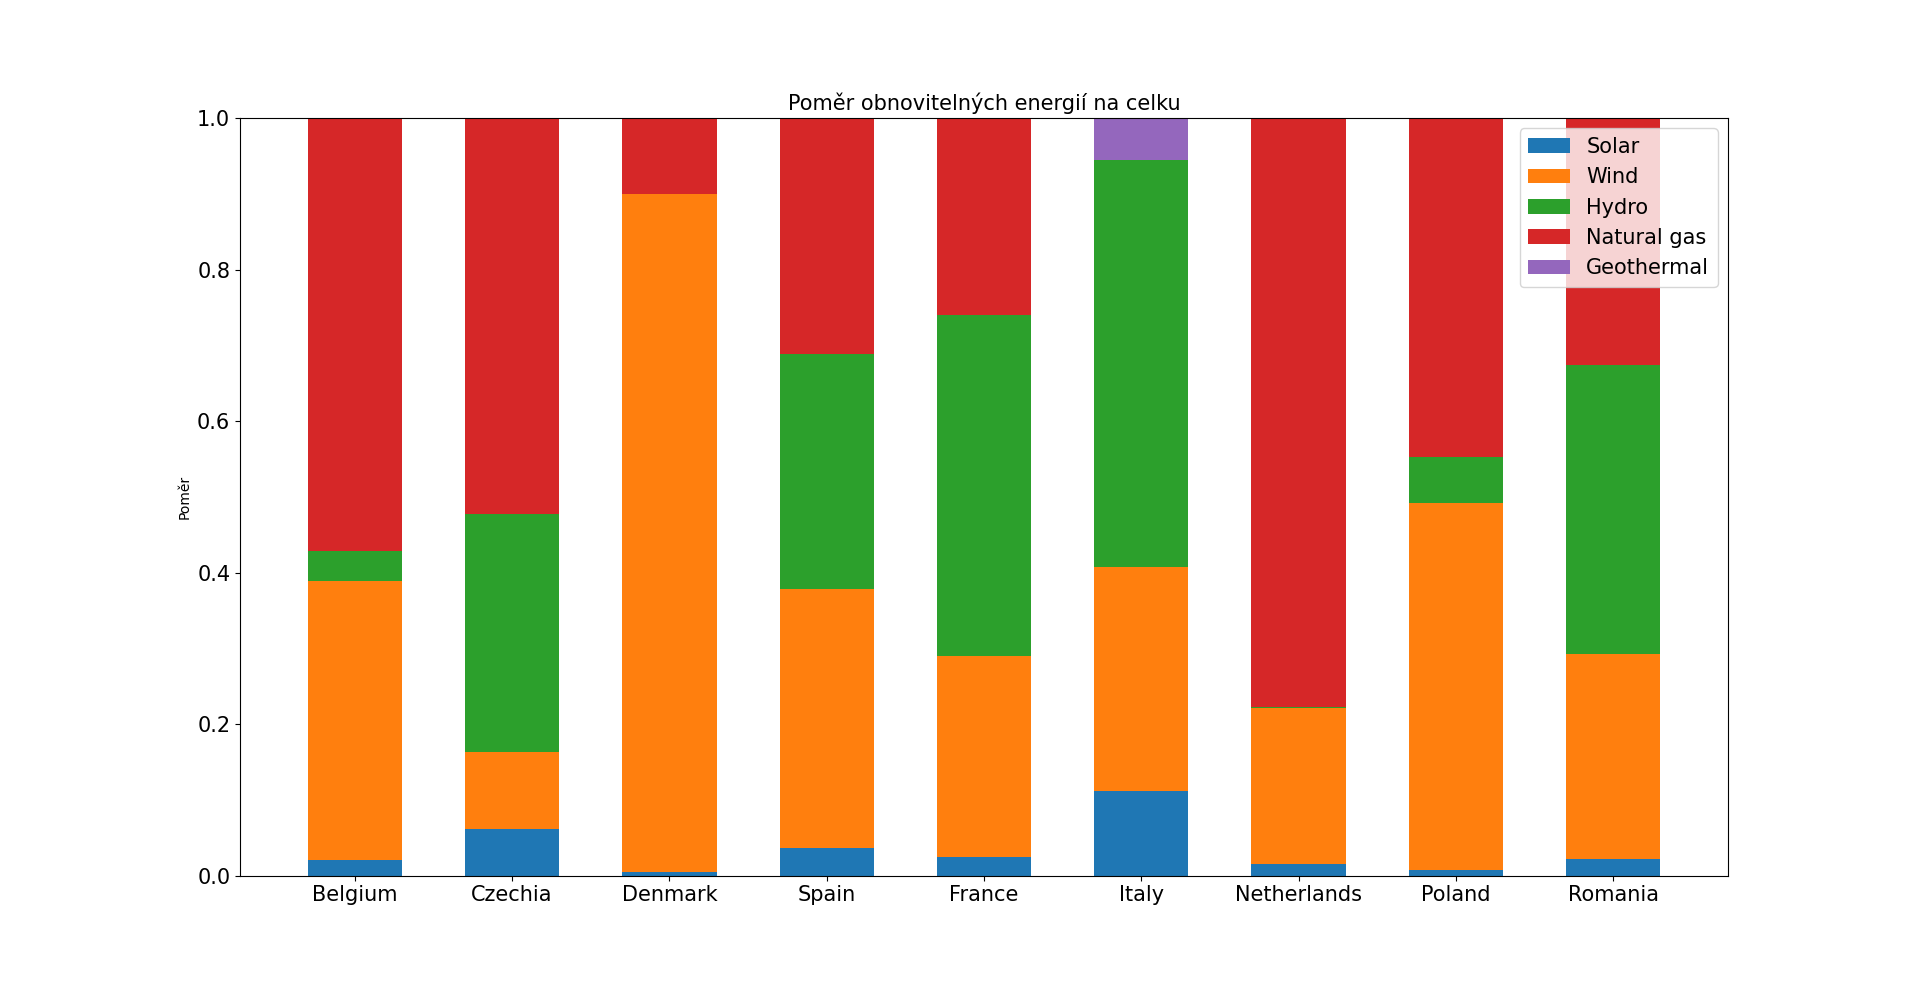 Poměr obnovitelných energií na celku
1.0
0.8
0.6
0.4
0.2
0.0
Poměr
Solar
Wind
Hydro
Natural gas
Geothermal
Belgium Czechia Denmark Spain France Italy Netherlands Poland Romania